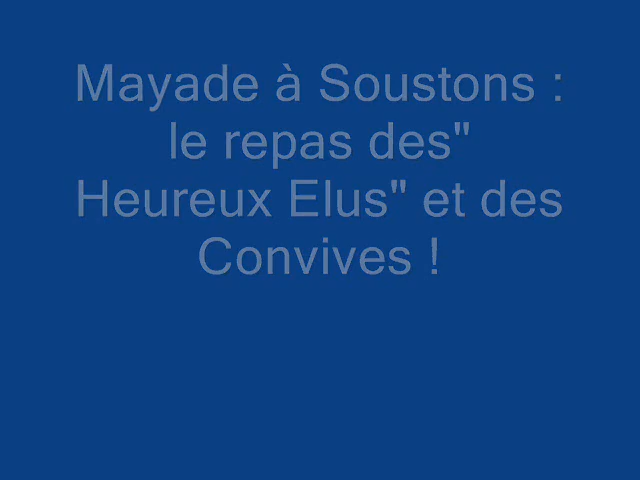 Mayade à Soustons :
le repas des"
Heureux Elus" et des
Convives !